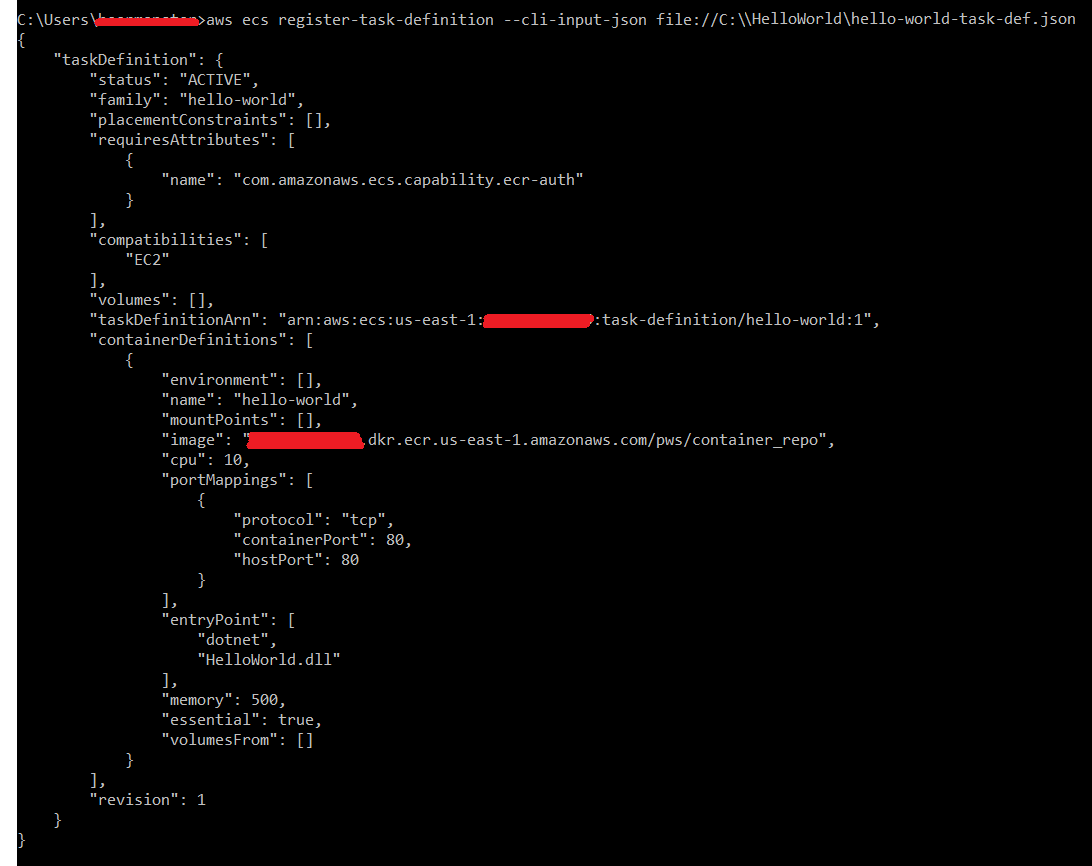 C:\Users\>aws ecs register-task-definition --cli-input-json file://C:\\HelloWorld\hello-world-task-def.json
{
    "taskDefinition": {
        "status": "ACTIVE",
        "family": "hello-world",
        "placementConstraints": [],
        "requiresAttributes": [
            {
                "name": "com.amazonaws.ecs.capability.ecr-auth"
            }
        ],
        "compatibilities": [
            "EC2"
        ],
        "volumes": [],
        "taskDefinitionArn": "arn:aws:ecs:us-east-1::task-definition/hello-world:1",
        "containerDefinitions": [
            {
                "environment": [],
                "name": "hello-world",
                "mountPoints": [],
                "image": ".dkr.ecr.us-east-1.amazonaws.com/pws/container_repo",
                "cpu": 10,
                "portMappings": [
                    {
                        "protocol": "tcp",
                        "containerPort": 80,
                        "hostPort": 80
                    }
                ],
                "entryPoint": [
                    "dotnet",
                    "HelloWorld.dll"
                ],
                "memory": 500,
                "essential": true,
                "volumesFrom": []
            }
        ],
        "revision": 1
    }
}